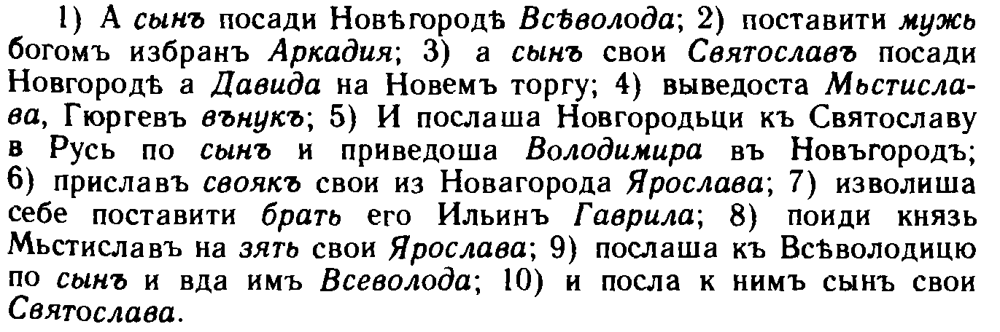 1) А сынъ посади Новѣгородѣ Всѣволода; 2) поставити мужь
богомъ избранъ Аркадия; 3) а сынъ свои Святославъ посади
Новгородѣ а Давида на Новемъ торгу; 4) выведоста Мьстисла-
ва, Гюргевъ вънукъ; 5) И послаша Новгородьци къ Святославу
в Русь по сынъ и приведоша Володимира въ Новъгородъ;
6) приславъ своякъ свои из Новагорода Ярослава; 7) изволиша
себе поставити брать его Ильинъ Гаврила; 8) поиди князь
Мьстиславъ на зять свои Ярослава; 9) послаша къ Всѣволодицю
по сынъ и вда имъ Всеволода; 10) и посла к нимъ сынъ свои
Святослава.